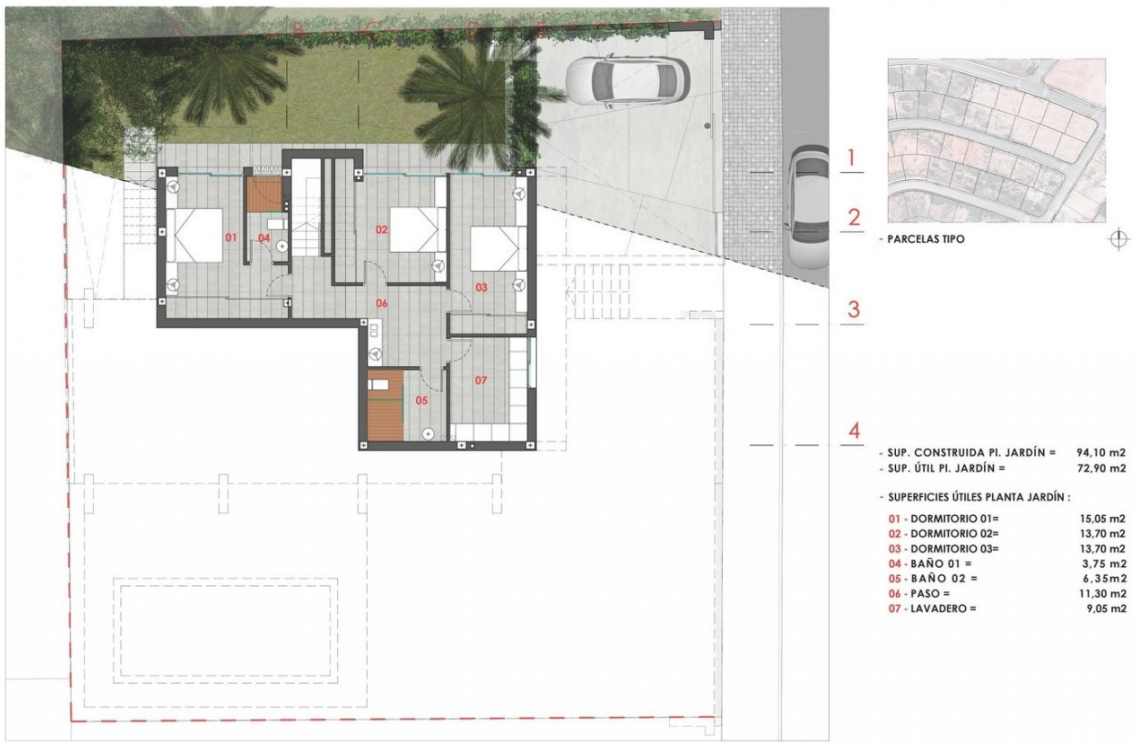 A B C D E
1
2
3
4
01
04
02
03
06
07
05
- PARCELAS TIPO
- SUP. CONSTRUIDA PI. JARDÍN = 94,10 m2
- SUP. ÚTIL PI. JARDÍN = 72,90 m2
- SUPERFICIES ÚTILES PLANTA JARDÍN :
01 - DORMITORIO 01= 15,05 m2
02 - DORMITORIO 02= 13,70 m2
03 - DORMITORIO 03= 13,70 m2
04 - BAÑO 01 = 3,75 m2
05 - BAÑO 02 = 6,35m2
06 - PASO = 11,30 m2
07 - LAVADERO = 9,05 m2